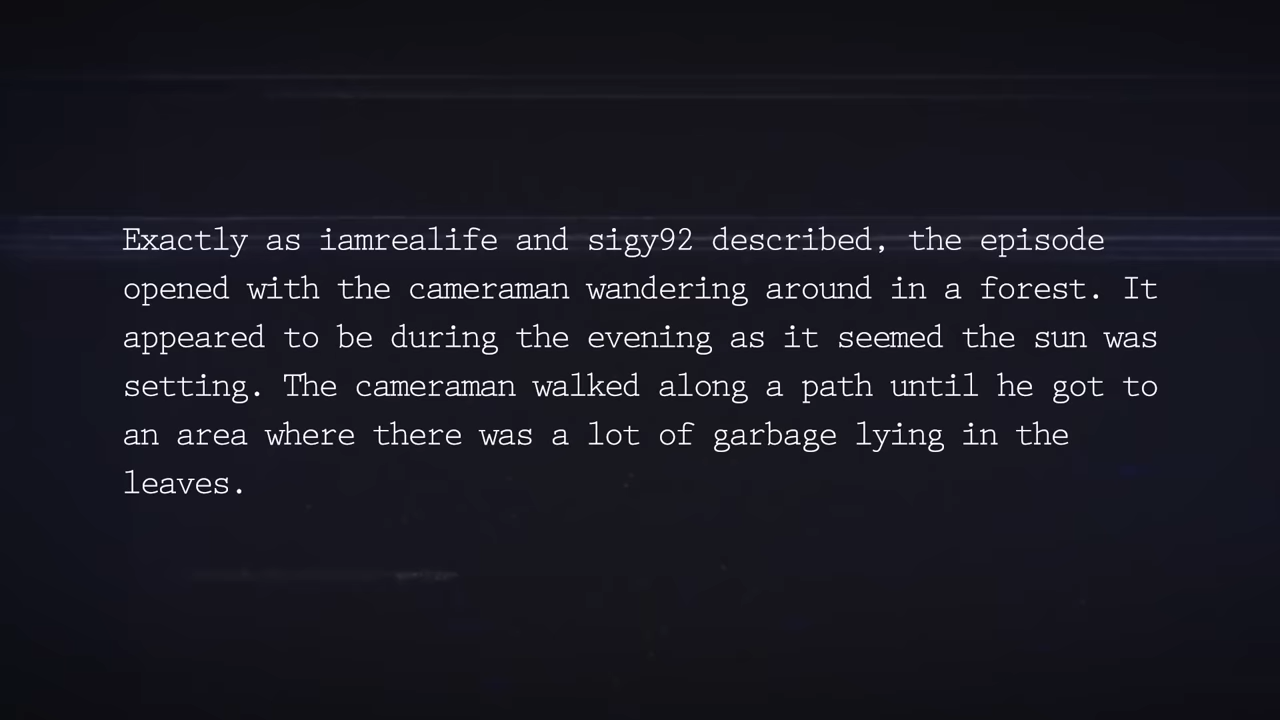 Exactly as iamrealife and sigy92 described, the episode
opened with the cameraman wandering around in a forest. It
appeared to be during the evening as it seemed the sun was
setting. The cameraman walked along a path until he got to
an area where there was a lot of garbage lying in the
leaves.